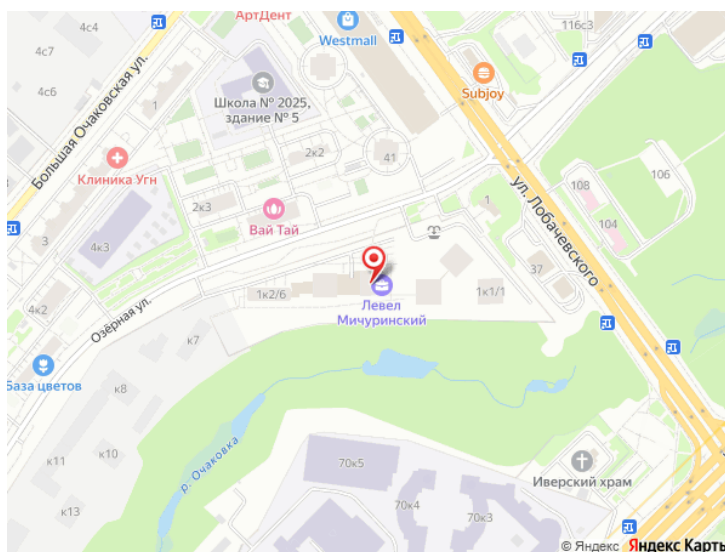 АртДент
4с4
Westmall
116с3
4с6
Subjoy
Школа № 2025,
здание № 5
1
Большая Очаковская ул.
Клиника Угн
2к2
41
108
106
ул. Лобачевского
2к3
1
Вай Тай
104
3
4к3
37
1к2/6
Левел
Мичуринский
1к1/1
4к2
Озёрная ул.
к7
База цветов
к8
р. Очаковка
к10
к11
70к5
Иверский храм
70к4
70к3
к13
© Яндекс Яндекс Карты